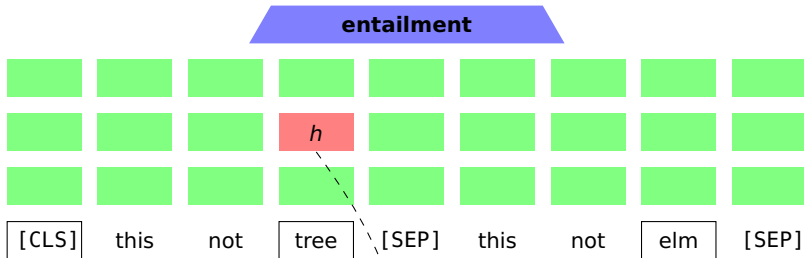 entailment
h
[CLS] this not tree [SEP] this not elm [SEP]